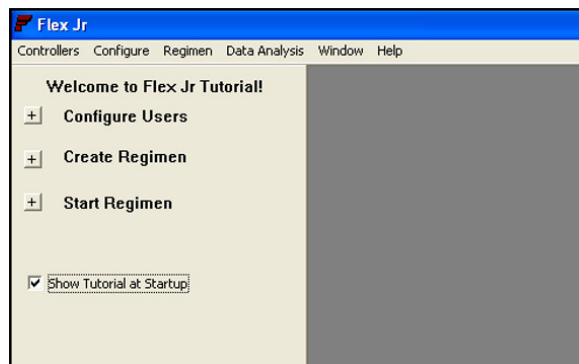 Flex Jr
Controllers Configure Regimen Data Analysis Window Help
Welcome to Flex Jr Tutorial!
+ Configure Users
+ Create Regimen
+ Start Regimen
Show Tutorial at Startup